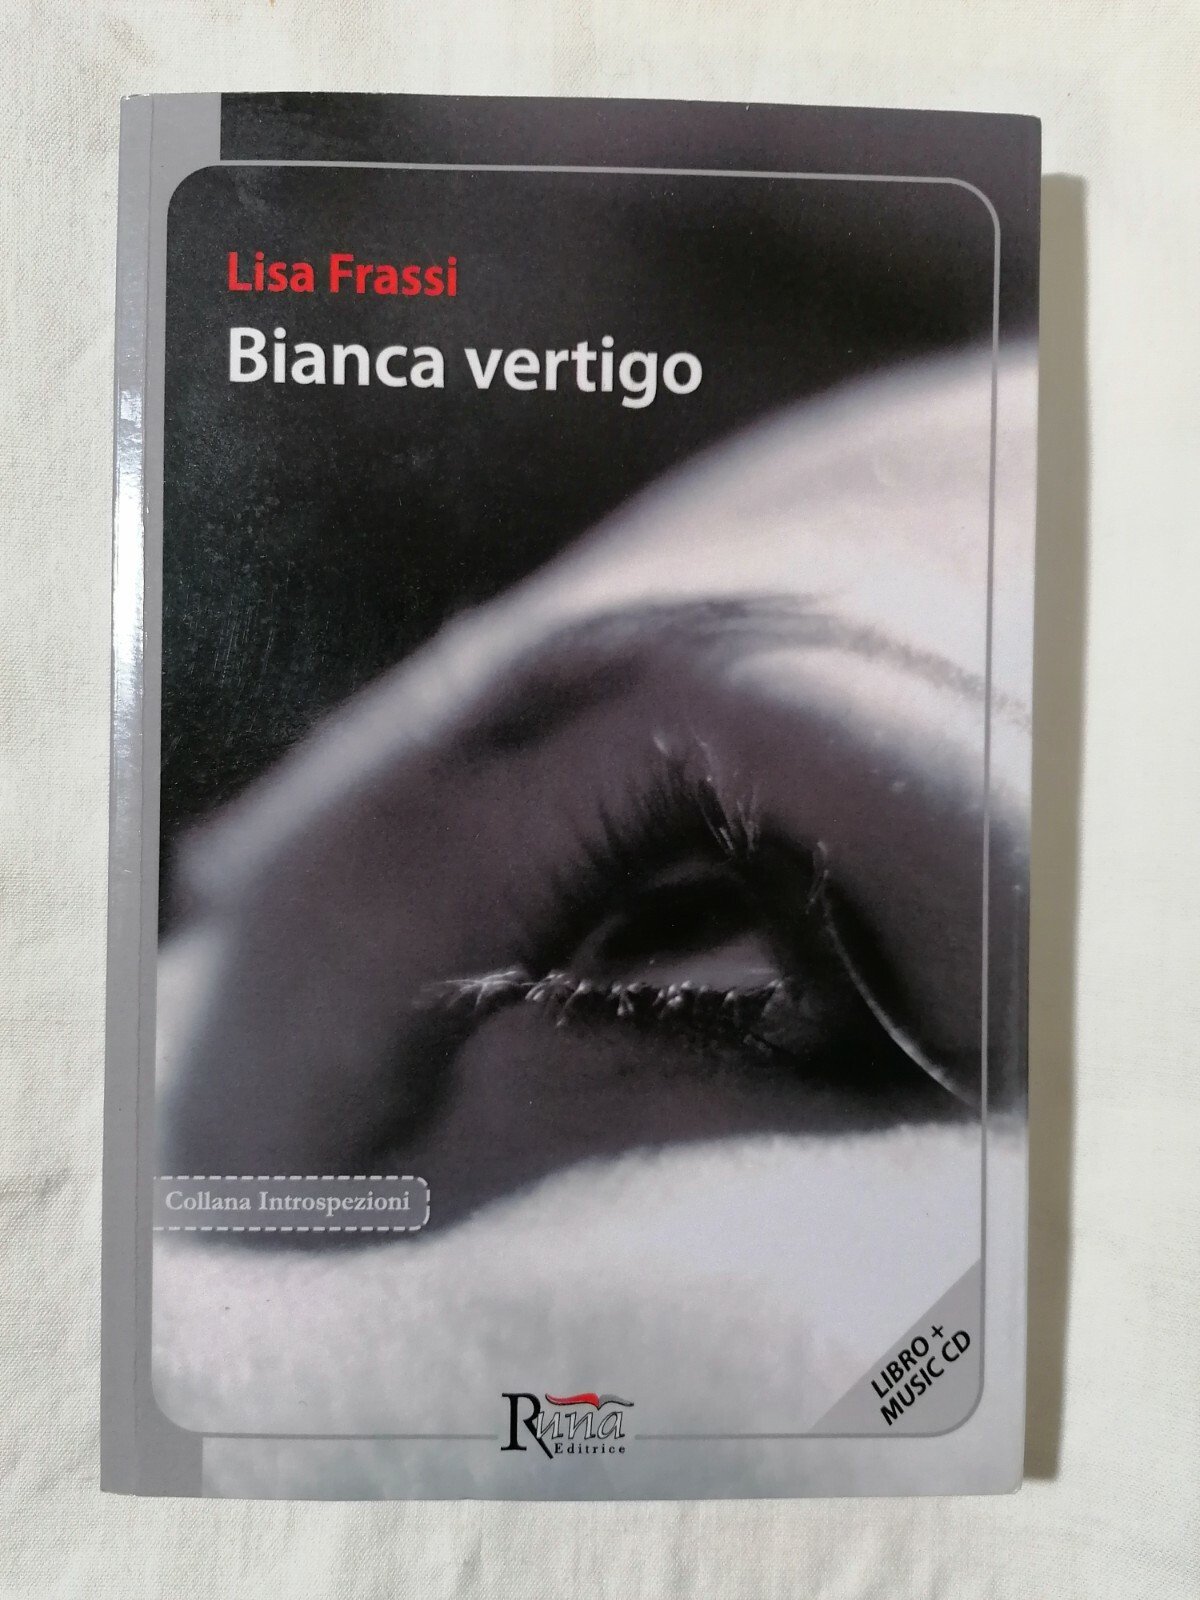 Lisa Frassi
Bianca vertigo
Collana Introspezioni
LIBRO +
MUSIC CD
Runa
Editrice